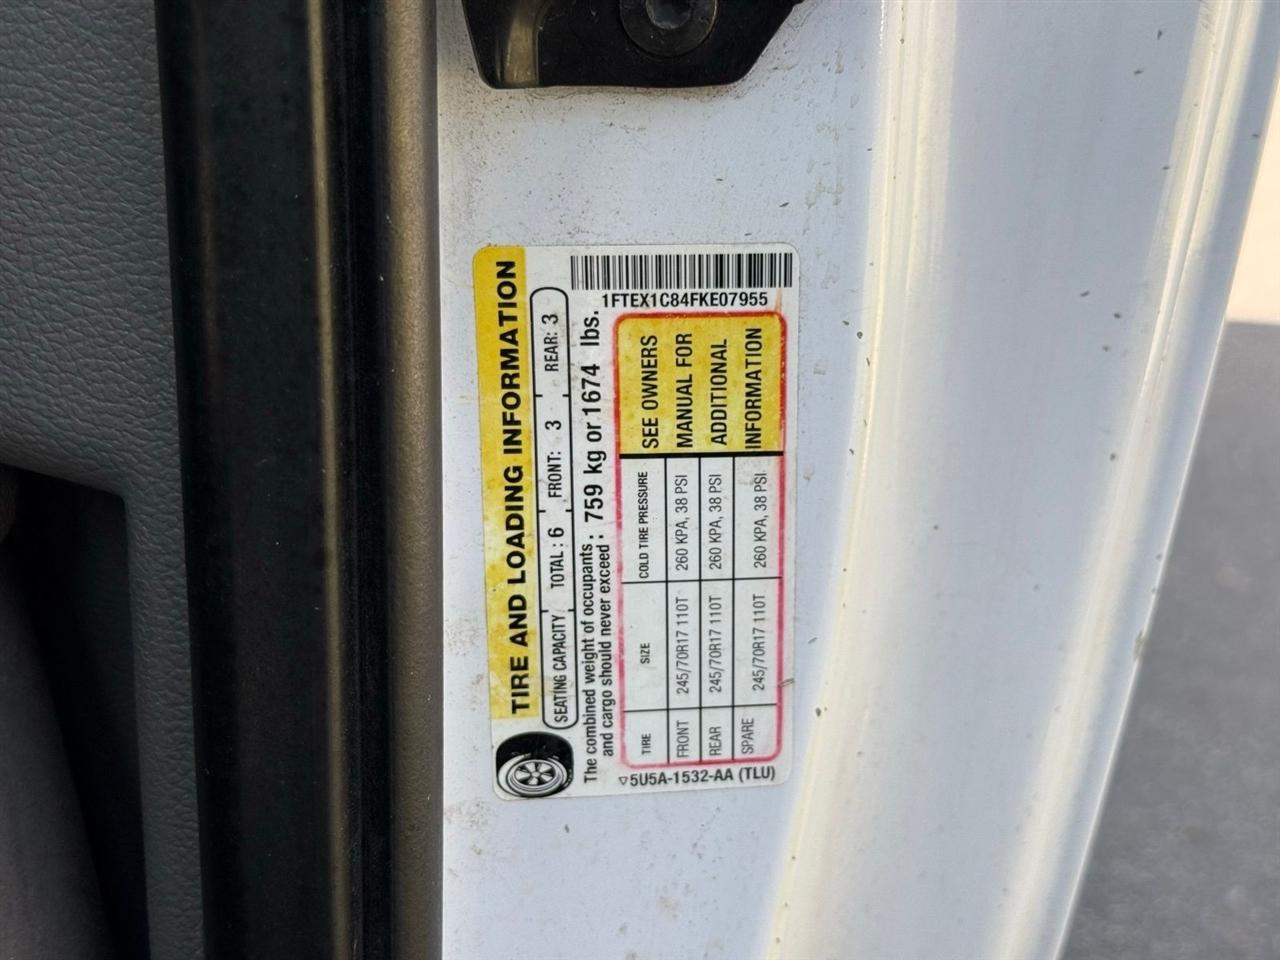 TIRE AND LOADING INFORMATION
SEATING CAPACITY TOTAL : 6 FRONT: 3 REAR: 3
The combined weight of occupants : 759 kg or 1674 lbs.
and cargo should never exceed :
TIRE SIZE COLD TIRE PRESSURE
FRONT 245/70R17 110T 260 KPA, 38 PSI
REAR 245/70R17 110T 260 KPA, 38 PSI
SPARE 245/70R17 110T 260 KPA, 38 PSI
SEE OWNERS
MANUAL FOR
ADDITIONAL
INFORMATION
1FTEX1C84FKE07955
5U5A-1532-AA (TLU)